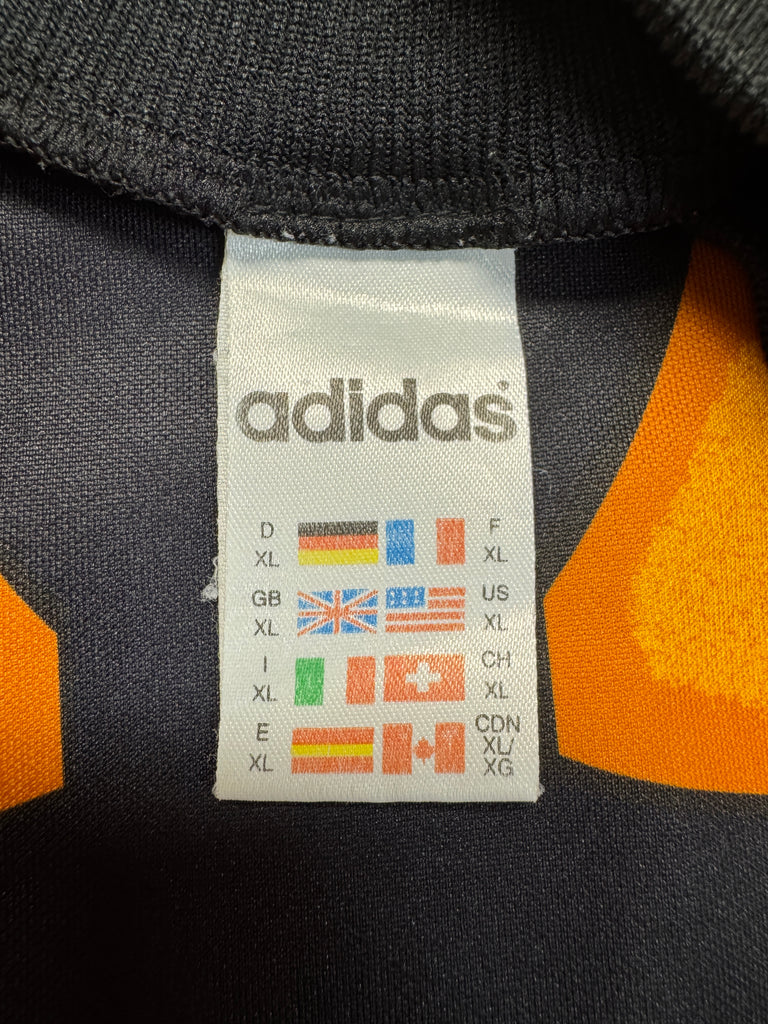 adidas
D F
XL XL
GB US
XL XL
I CH
XL XL
E CDN
XL XL/
XG